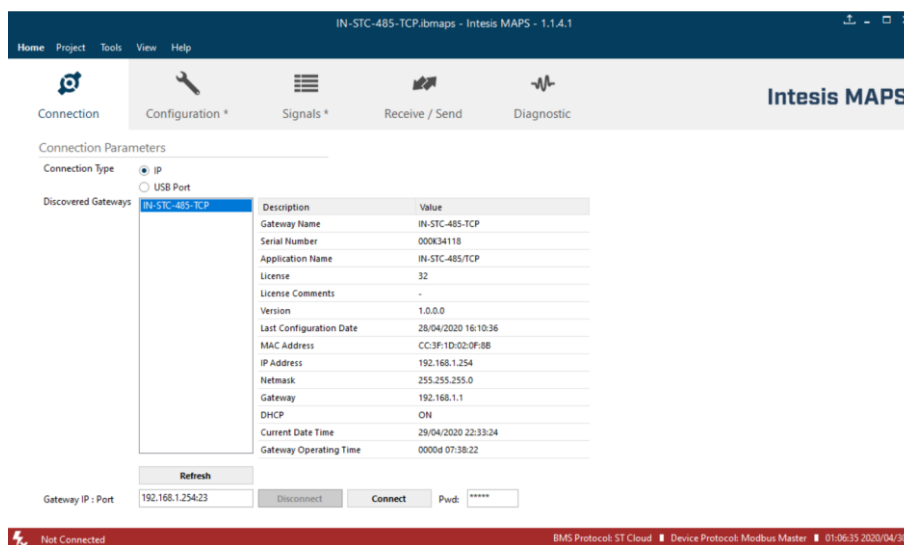 IN-STC-485-TCP.ibmaps - Intesis MAPS - 1.1.4.1
Home Project Tools View Help
Connection Configuration * Signals * Receive / Send Diagnostic
Intesis MAPS
Connection Parameters
Connection Type IP
USB Port
Discovered Gateways IN-STC-485-TCP
Description Value
Gateway Name IN-STC-485-TCP
Serial Number 000K34118
Application Name IN-STC-485/TCP
License 32
License Comments -
Version 1.0.0.0
Last Configuration Date 28/04/2020 16:10:36
MAC Address CC:3F:1D:02:0F:8B
IP Address 192.168.1.254
Netmask 255.255.255.0
Gateway 192.168.1.1
DHCP ON
Current Date Time 29/04/2020 22:33:24
Gateway Operating Time 0000d 07:38:22
Refresh
Gateway IP : Port 192.168.1.254:23 Disconnect Connect Pwd: *****
Not Connected BMS Protocol: ST Cloud Device Protocol: Modbus Master 01:06:35 2020/04/30